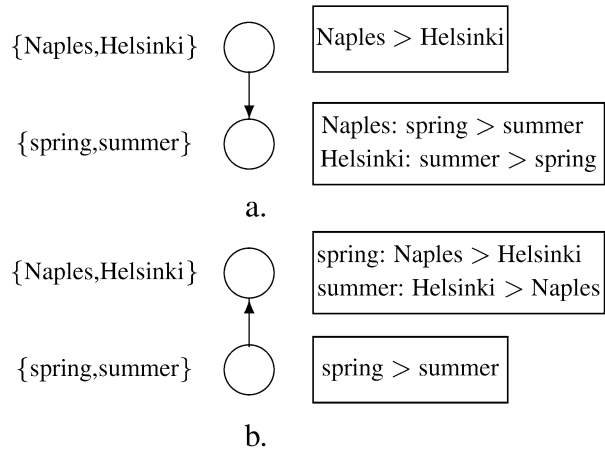 {Naples,Helsinki}
Naples > Helsinki
{spring,summer}
Naples: spring > summer
Helsinki: summer > spring
a.
{Naples,Helsinki}
spring: Naples > Helsinki
summer: Helsinki > Naples
{spring,summer}
spring > summer
b.